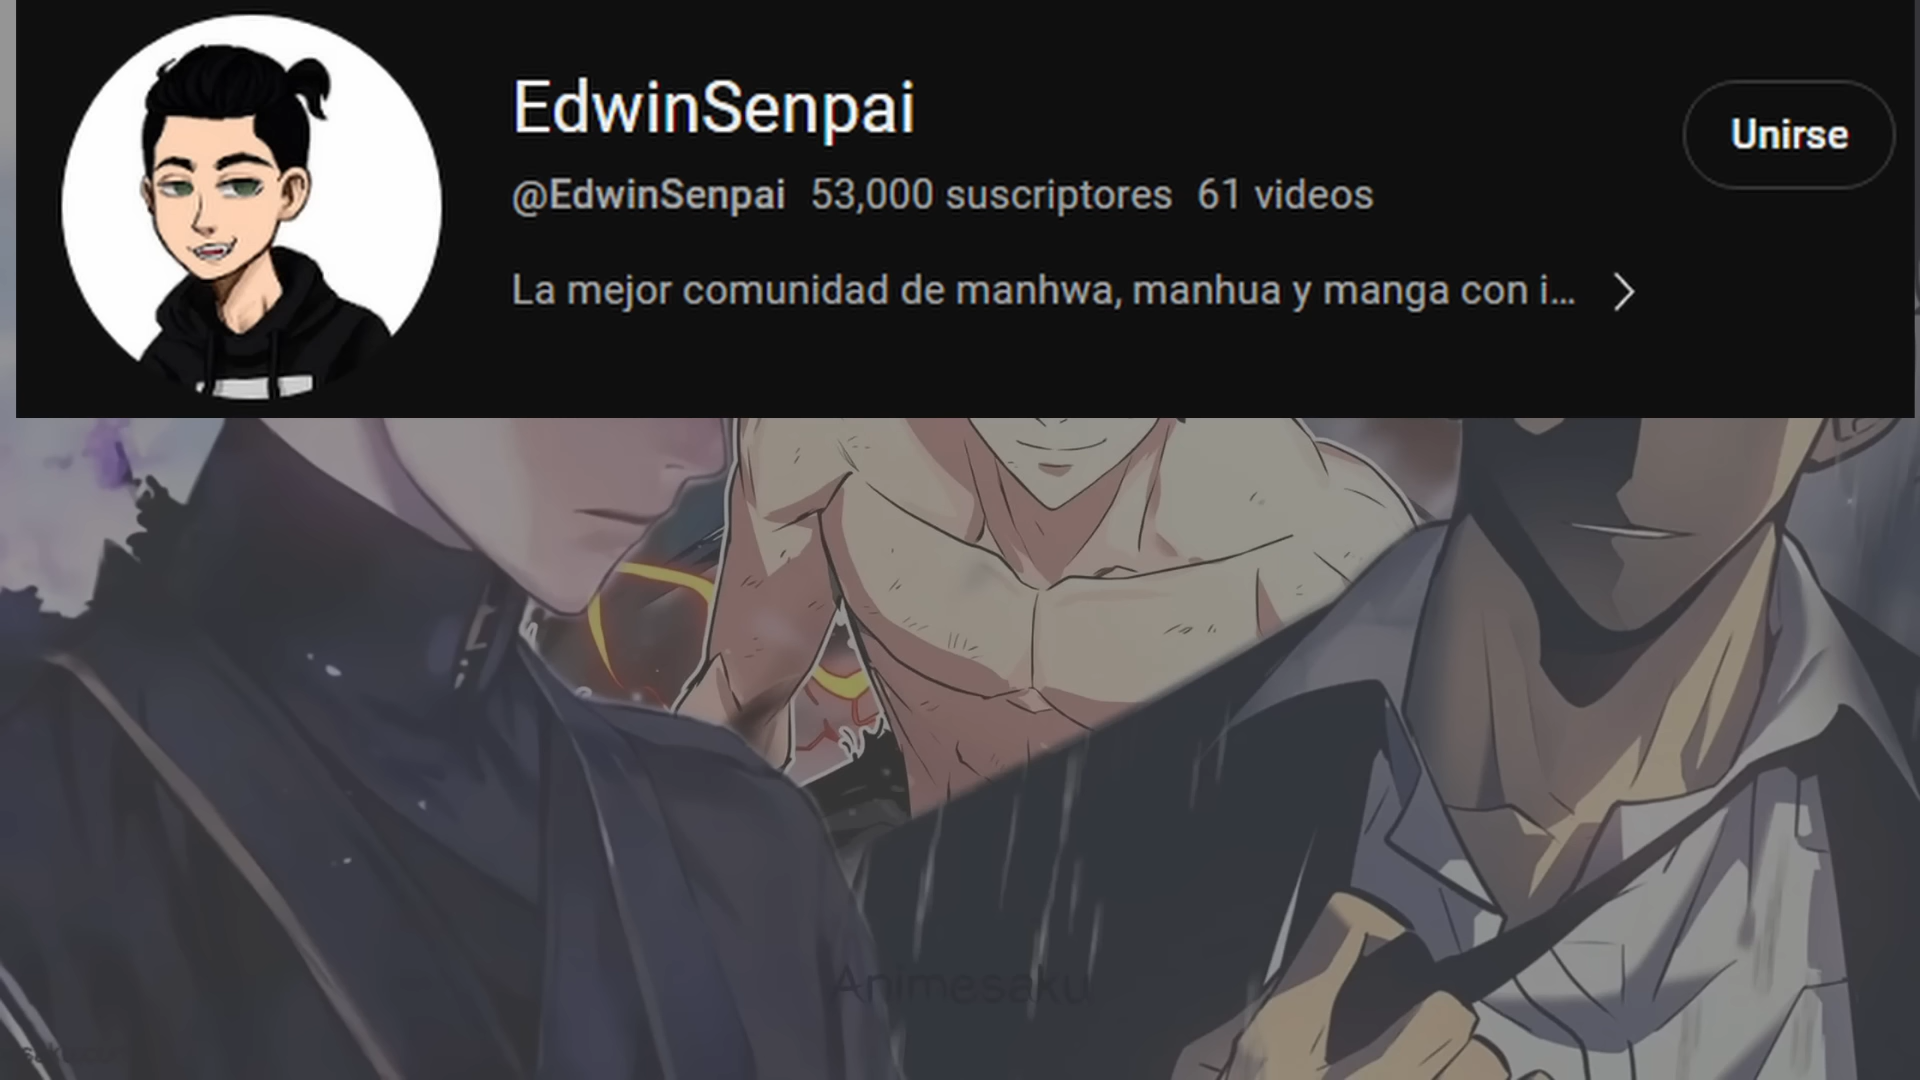 EdwinSenpai
Unirse
@EdwinSenpai 53,000 suscriptores 61 videos
La mejor comunidad de manhwa, manhua y manga con i...
Animesaku